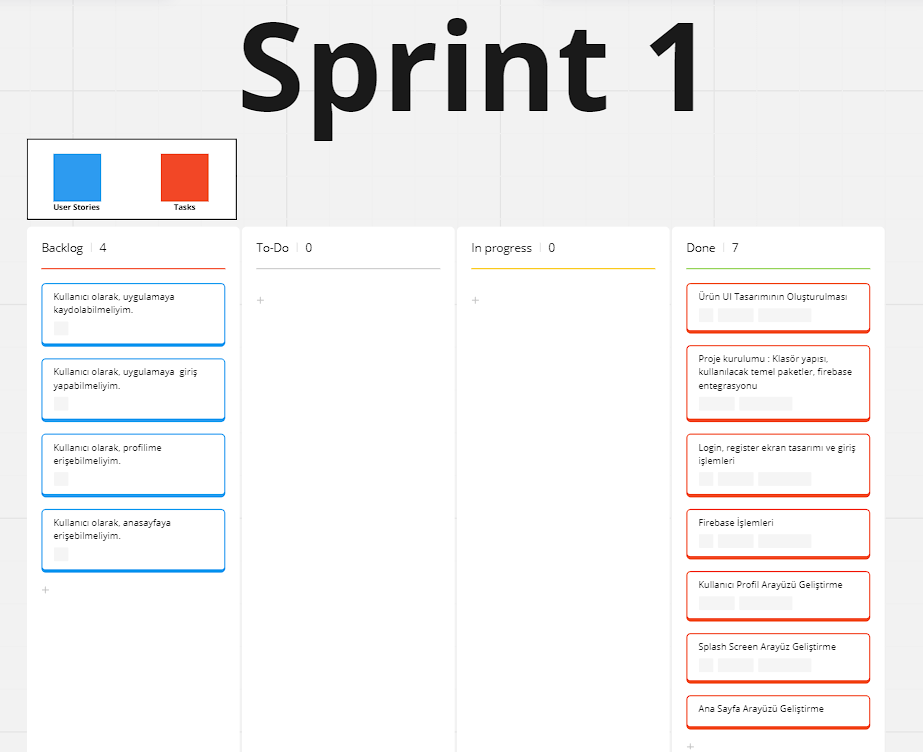 Sprint 1
User Stories
Tasks
Backlog 4
Kullanıcı olarak, uygulamaya
kaydolabilmeliyim.
Kullanıcı olarak, uygulamaya giriş
yapabilmeliyim.
Kullanıcı olarak, profilime
erişebilmeliyim.
Kullanıcı olarak, anasayfaya
erişebilmeliyim.
+
To-Do 0
+
In progress 0
+
Done 7
Ürün UI Tasarımının Oluşturulması
Proje kurulumu : Klasör yapısı,
kullanılacak temel paketler, firebase
entegrasyonu
Login, register ekran tasarımı ve giriş
işlemleri
Firebase İşlemleri
Kullanıcı Profil Arayüzü Geliştirme
Splash Screen Arayüz Geliştirme
Ana Sayfa Arayüzü Geliştirme
+